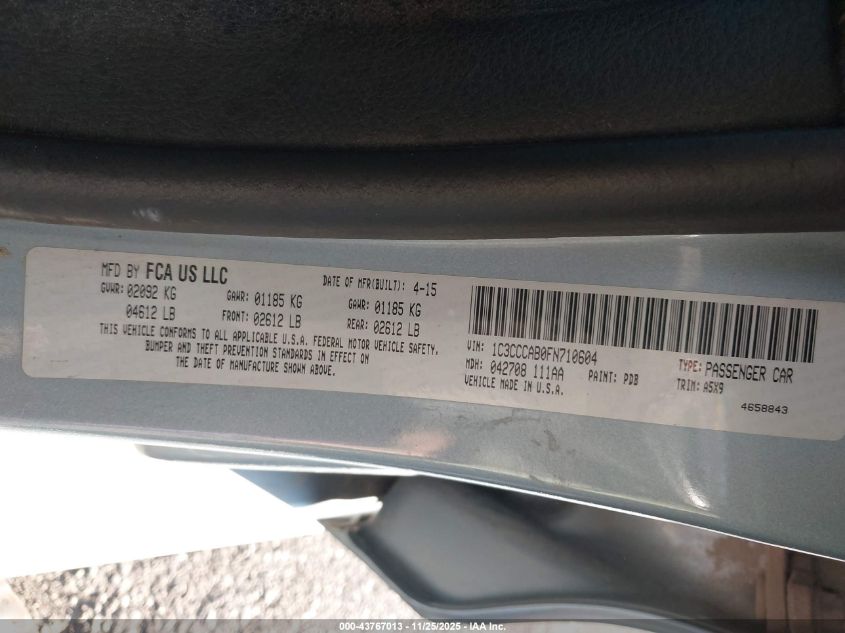 MFD BY FCA US LLC
DATE OF MFR(BUILT): 4-15
GVWR: 02092 KG GAWR: 01185 KG GAWR: 01185 KG
04612 LB FRONT: 02612 LB REAR: 02612 LB
THIS VEHICLE CONFORMS TO ALL APPLICABLE U.S.A. FEDERAL MOTOR VEHICLE SAFETY,
BUMPER AND THEFT PREVENTION STANDARDS IN EFFECT ON
THE DATE OF MANUFACTURE SHOWN ABOVE.
VIN: 1C3CCCAB0FN710604 TYPE: PASSENGER CAR
MDH: 042708 111AA PAINT: PDB TRIM: A5X9
VEHICLE MADE IN U.S.A.
4658843
000-43767013 - 11/25/2025 - IAA Inc.